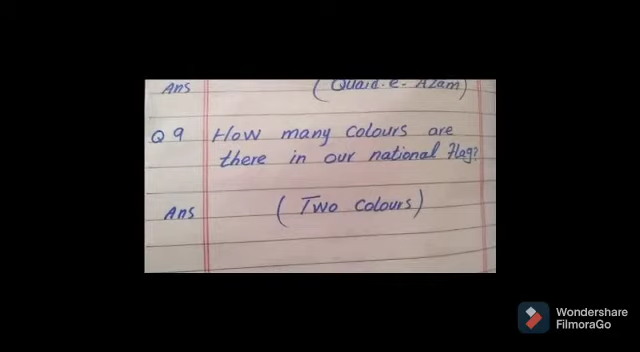 Ans (Quaid-e-Azam)
Q 9 How many colours are
there in our national Flag?
Ans (Two colours)
Wondershare
FilmoraGo